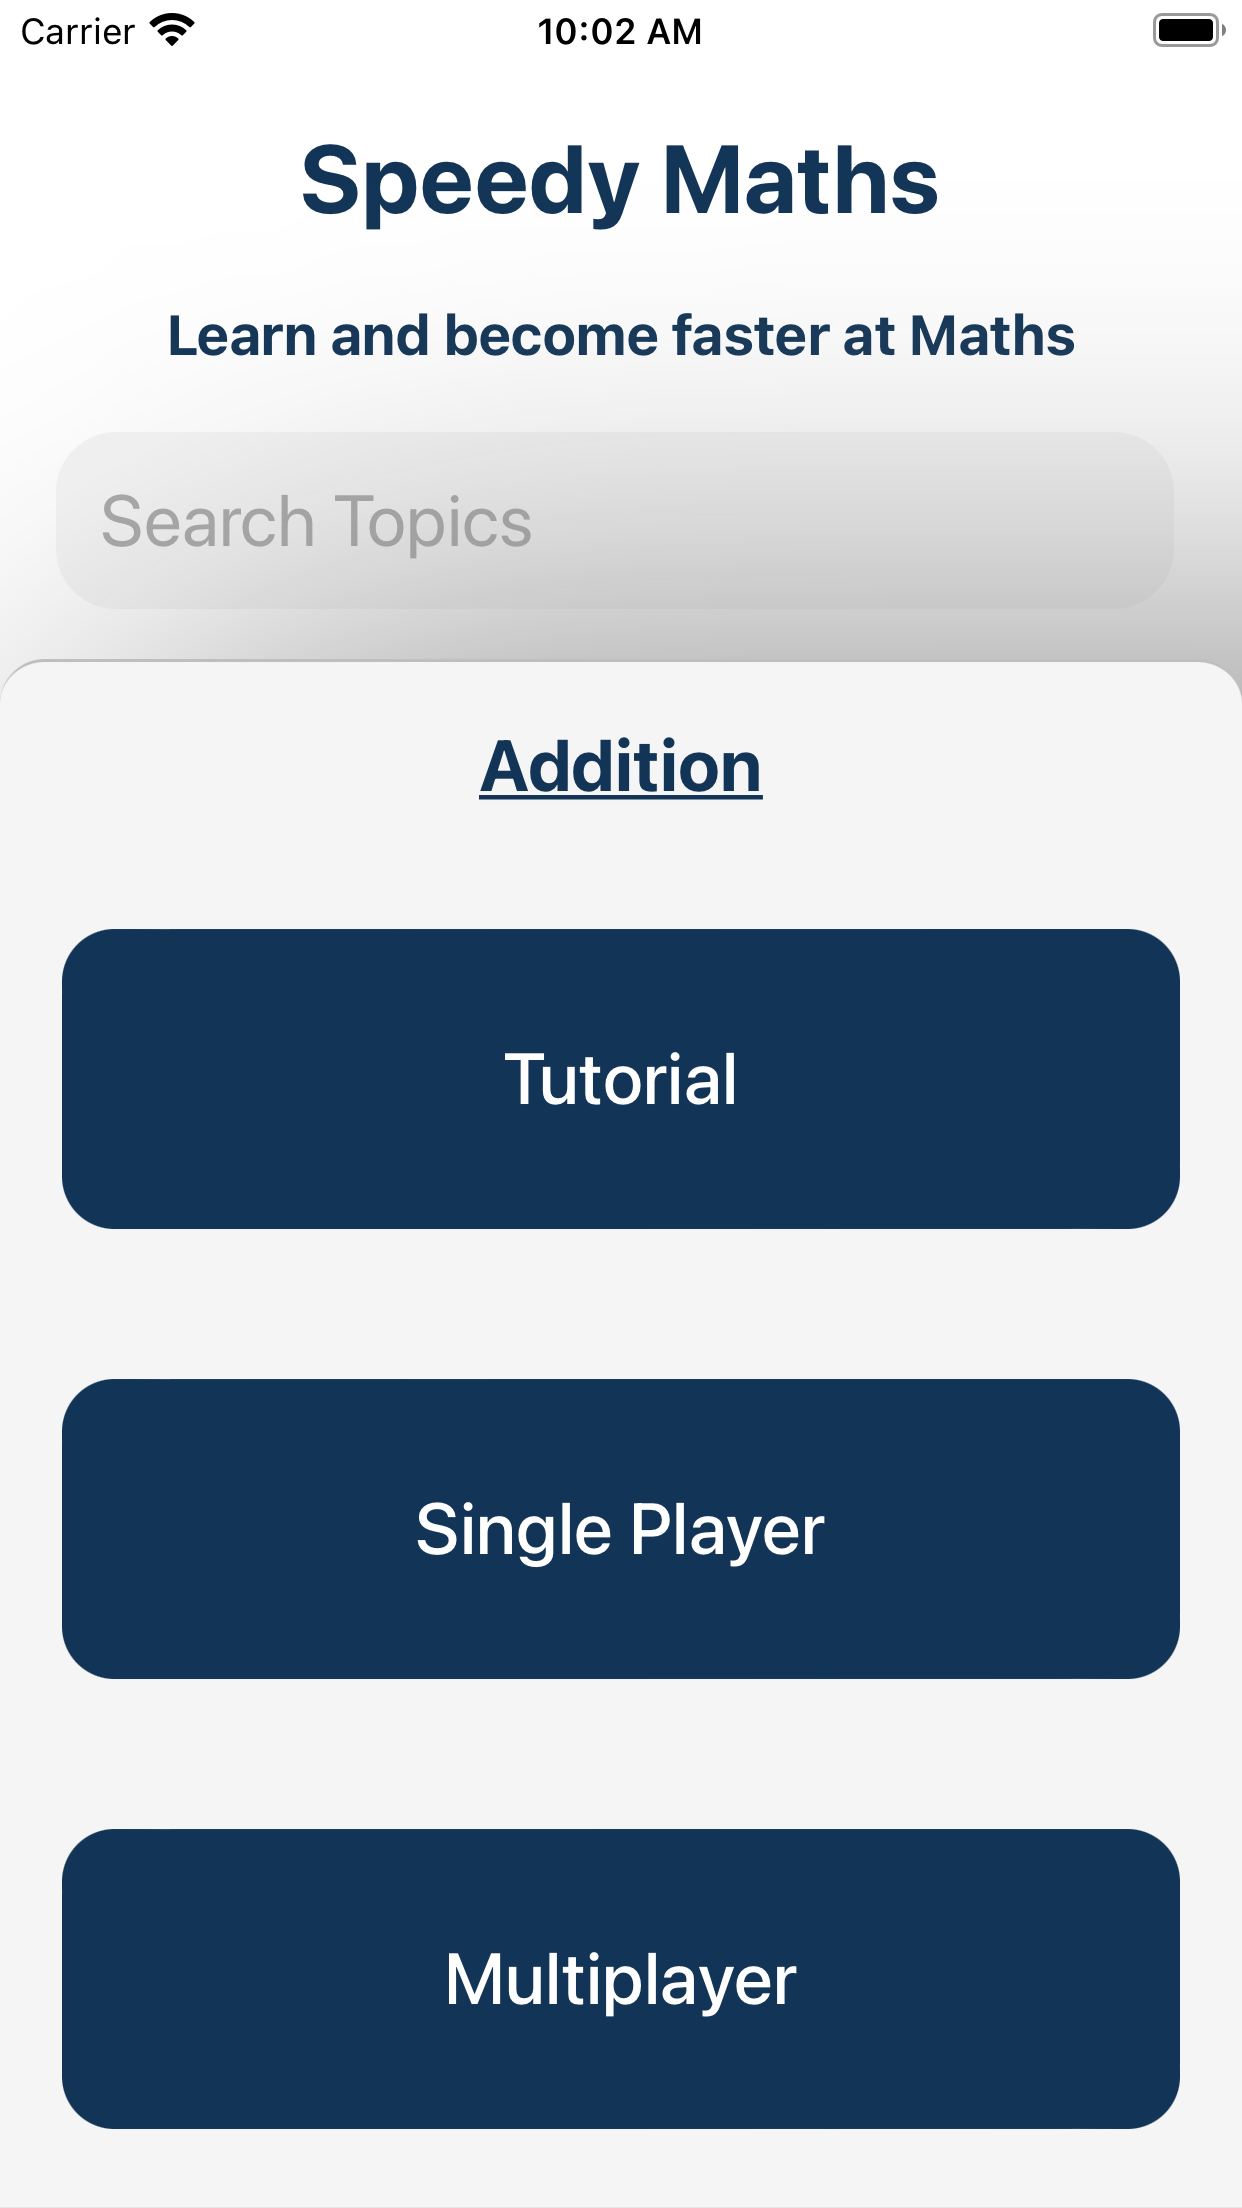 Carrier 10:02 AM
Speedy Maths
Learn and become faster at Maths
Search Topics
Addition
Tutorial
Single Player
Multiplayer